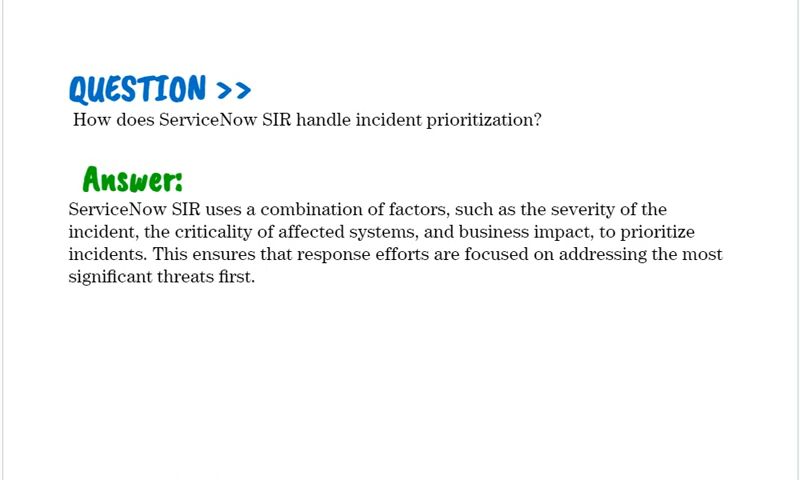 QUESTION >>
How does ServiceNow SIR handle incident prioritization?
Answer:
ServiceNow SIR uses a combination of factors, such as the severity of the
incident, the criticality of affected systems, and business impact, to prioritize
incidents. This ensures that response efforts are focused on addressing the most
significant threats first.